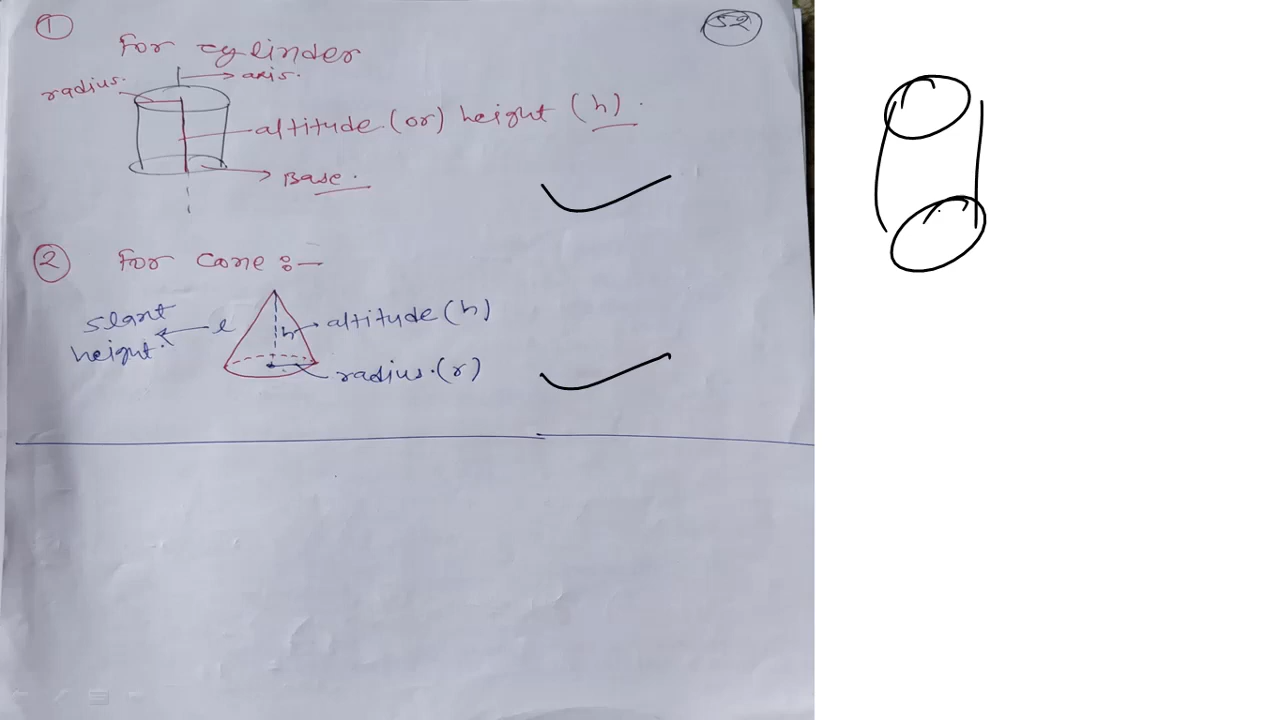 1
52
For cylinder
radius.
axis.
altitude (or) height (h).
Base.
2 For Cone :-
slant
height.
l
h
altitude (h)
radius.(r)